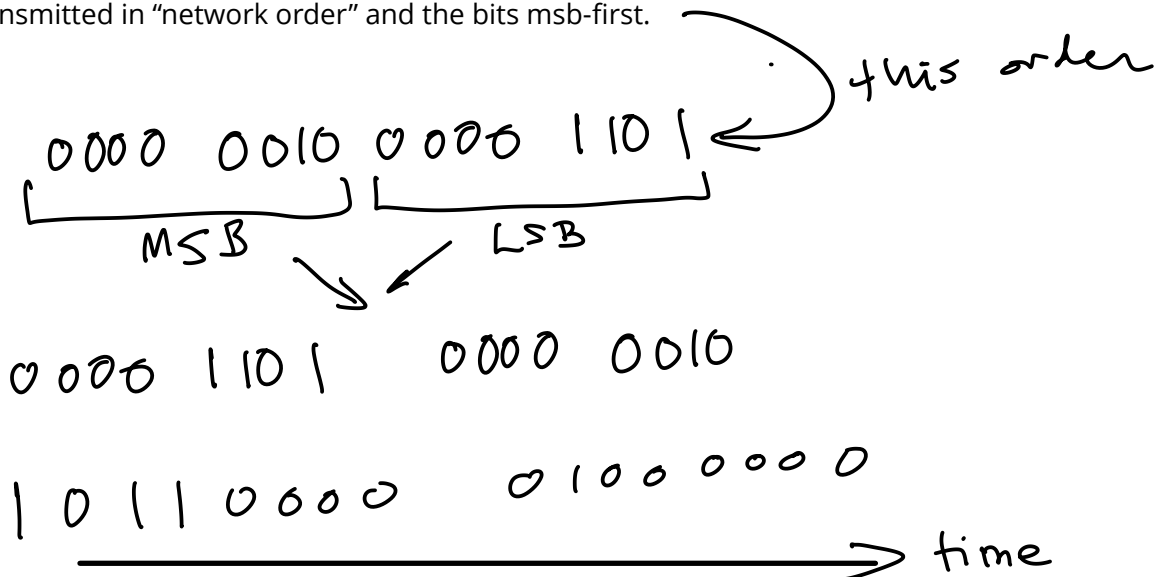 nsmitted in “network order” and the bits msb-first.
this order
0000 0010 0000 1101
MSB LSB
0000 1101 0000 0010
1011 0000 0100 0000
time